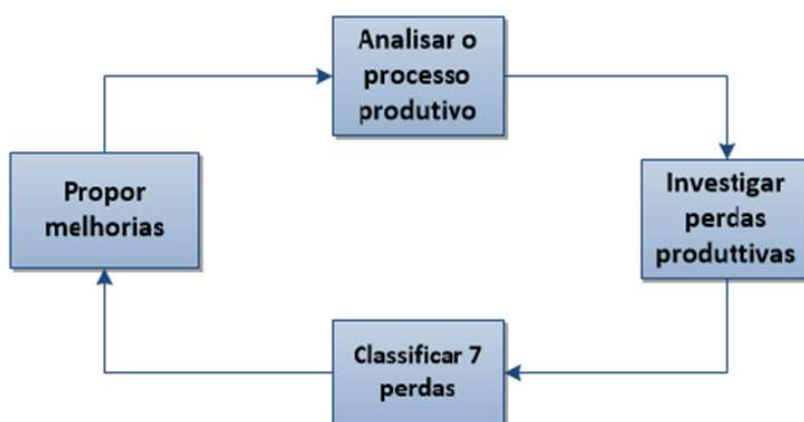 Analisar o
processo
produtivo
Investigar
perdas
produttivas
Classificar 7
perdas
Propor
melhorias